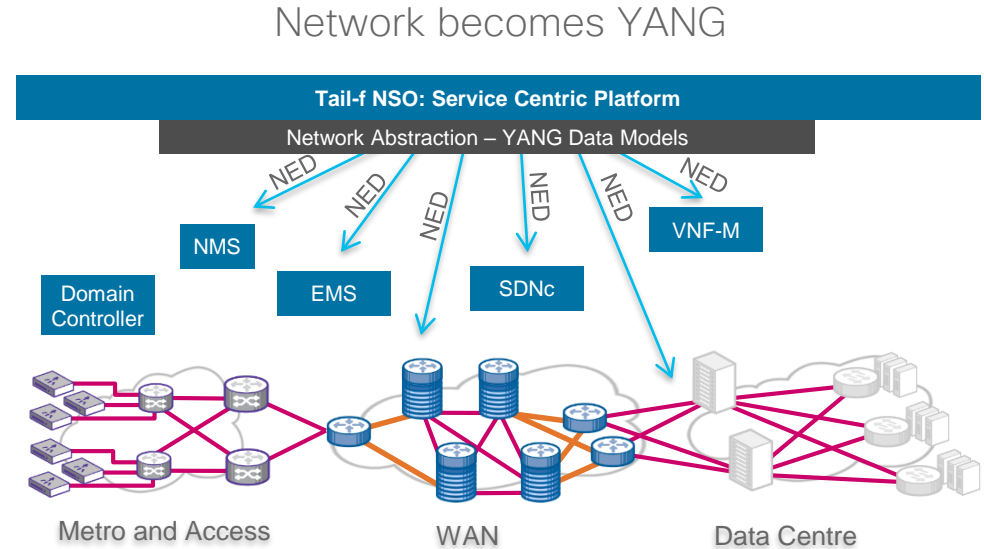 Network becomes YANG
Tail-f NSO: Service Centric Platform
Network Abstraction – YANG Data Models
NED
NED
NED
NED
NED
NED
NMS
EMS
SDNc
VNF-M
Domain
Controller
Metro and Access
WAN
Data Centre